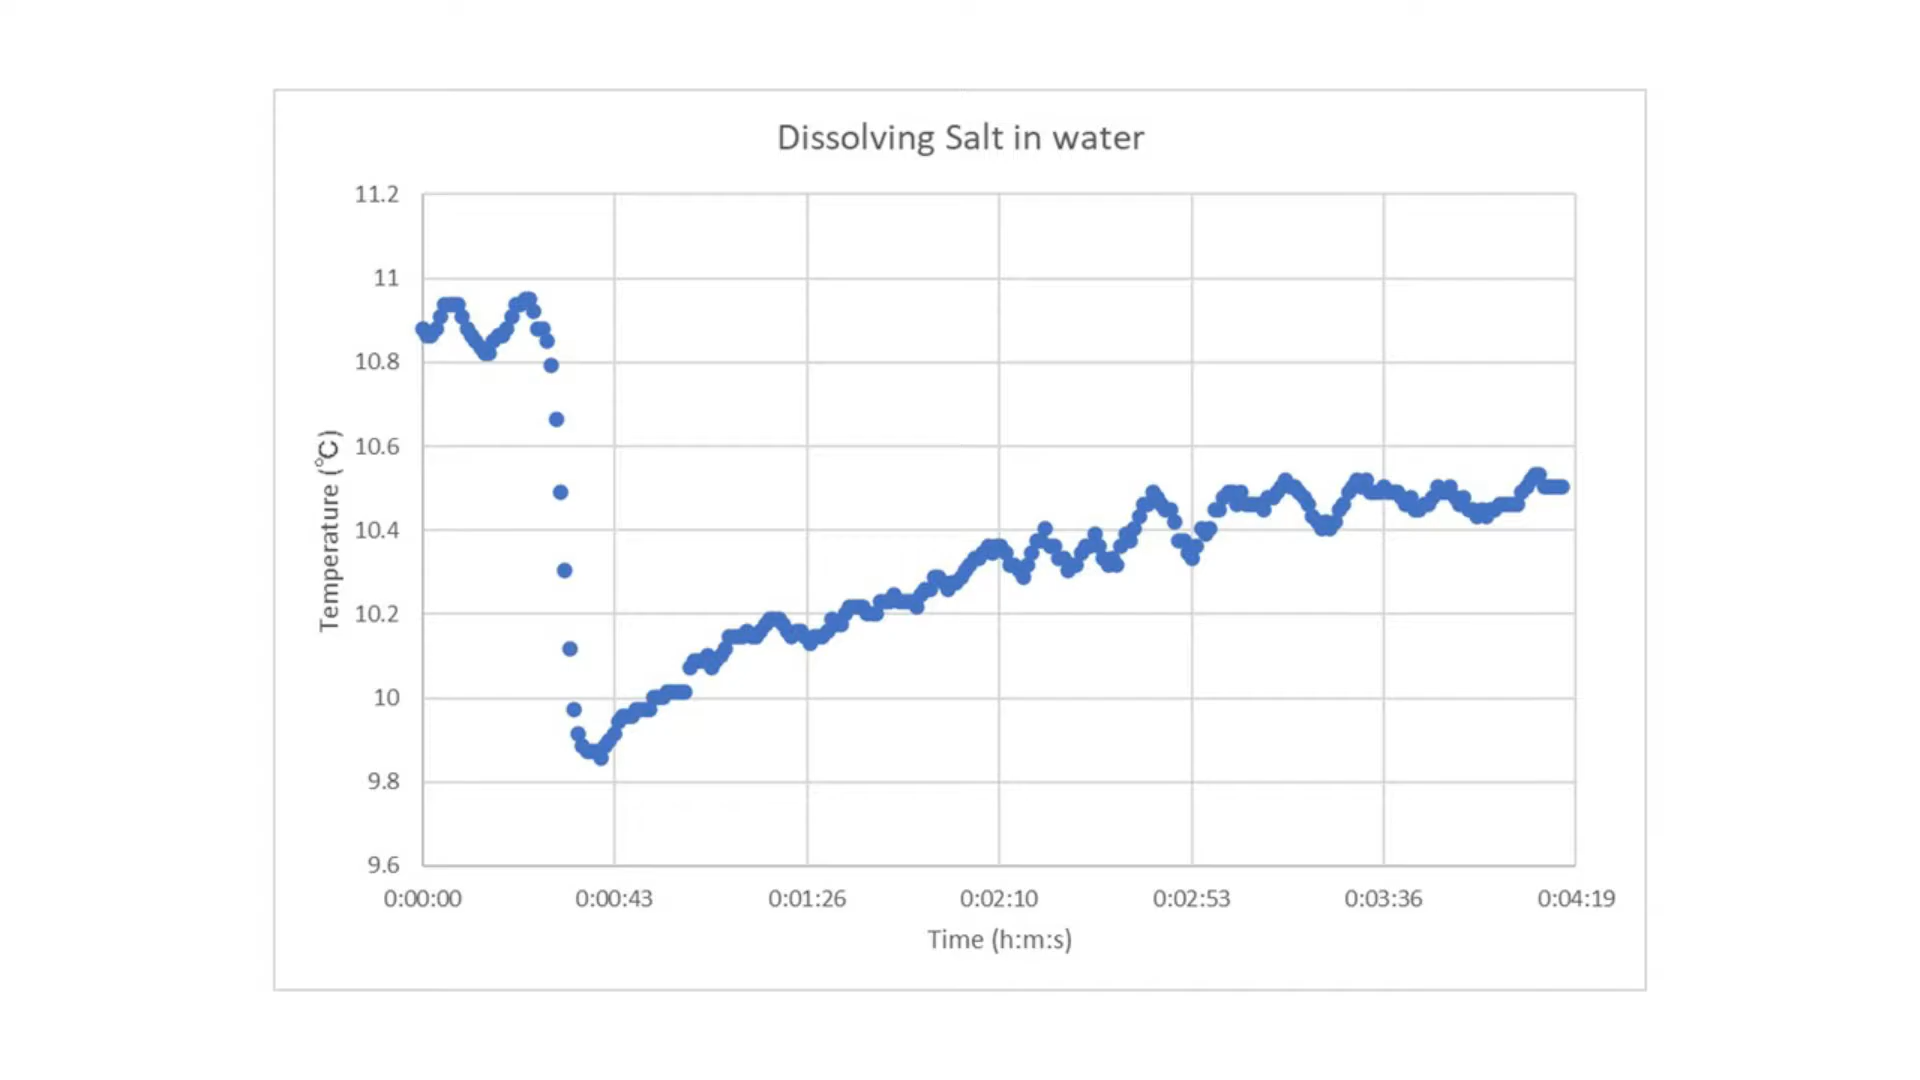 Dissolving Salt in water
11.2
11
10.8
10.6
10.4
10.2
10
9.8
9.6
Temperature (℃)
0:00:00 0:00:43 0:01:26 0:02:10 0:02:53 0:03:36 0:04:19
Time (h:m:s)